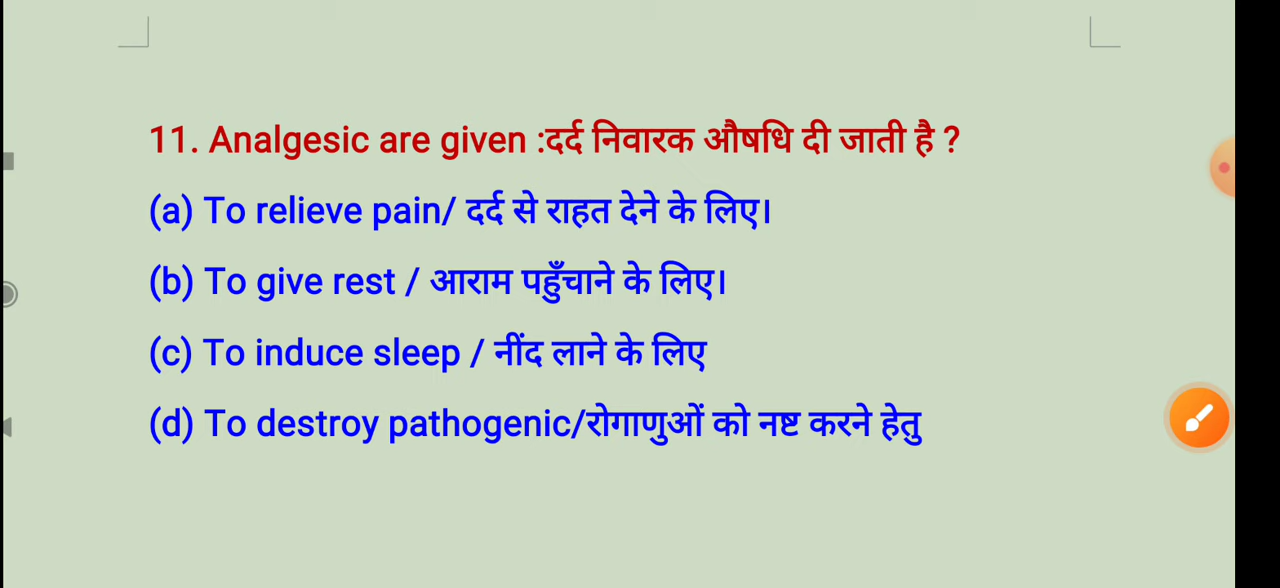 11. Analgesic are given :दर्द निवारक औषधि दी जाती है ?
(a) To relieve pain/ दर्द से राहत देने के लिए।
(b) To give rest / आराम पहुँचाने के लिए।
(c) To induce sleep / नींद लाने के लिए
(d) To destroy pathogenic/रोगाणुओं को नष्ट करने हेतु